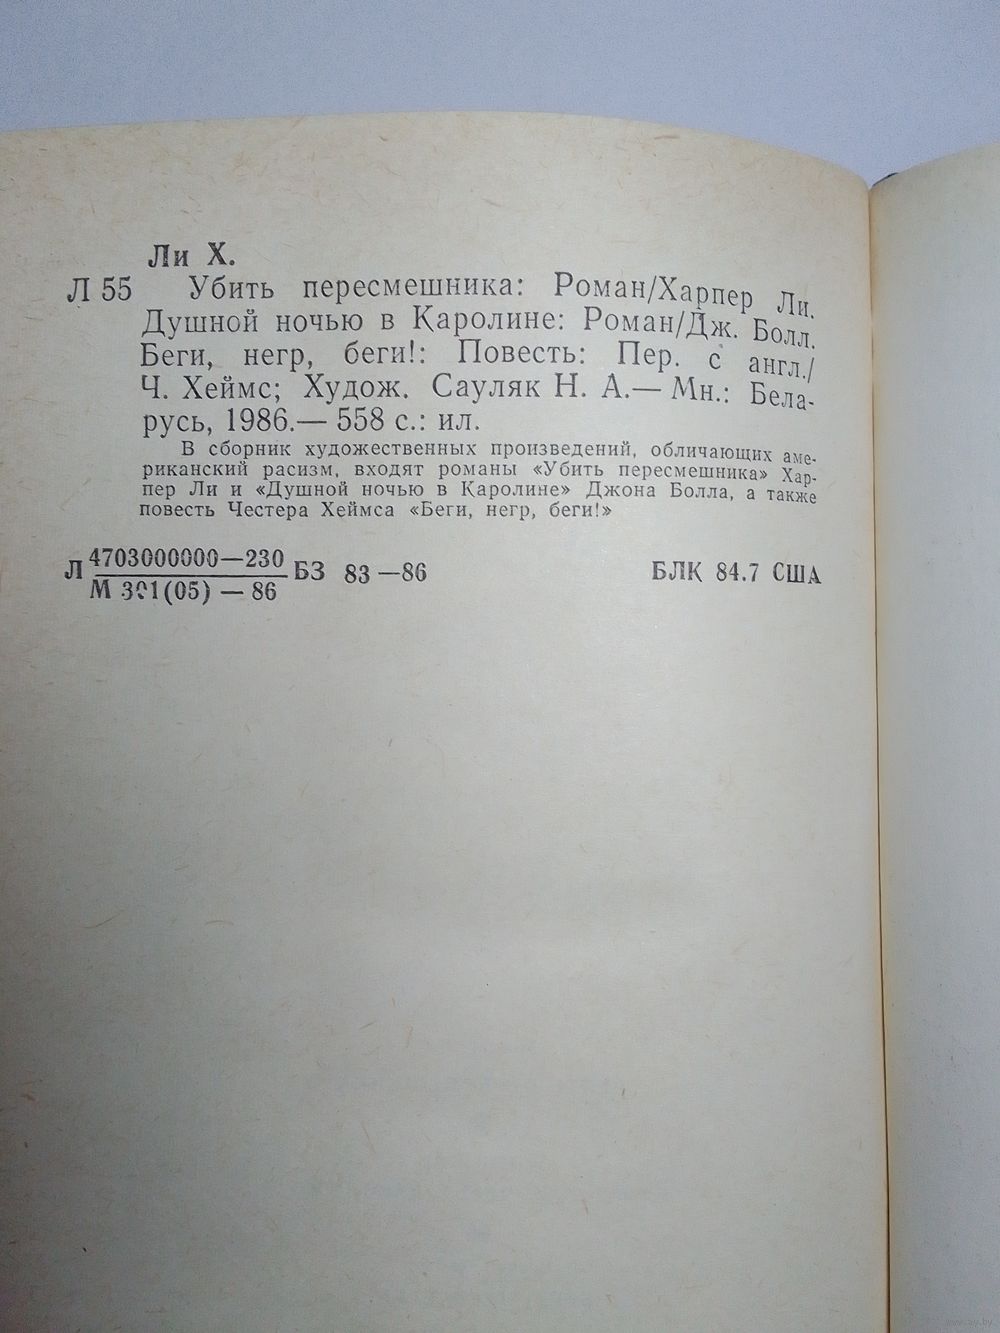 Ли Х.
Л 55 Убить пересмешника: Роман/Харпер Ли.
Душной ночью в Каролине: Роман/Дж. Болл.
Беги, негр, беги!: Повесть: Пер. с англ./
Ч. Хеймс; Худож. Сауляк Н. А.— Мн.: Бела-
русь, 1986.— 558 с.: ил.
В сборник художественных произведений, обличающих аме-
риканский расизм, входят романы «Убить пересмешника» Хар-
пер Ли и «Душной ночью в Каролине» Джона Болла, а также
повесть Честера Хеймса «Беги, негр, беги!»
Л 4703000000—230 БЗ 83—86 БЛК 84.7 США
М 301(05) — 86